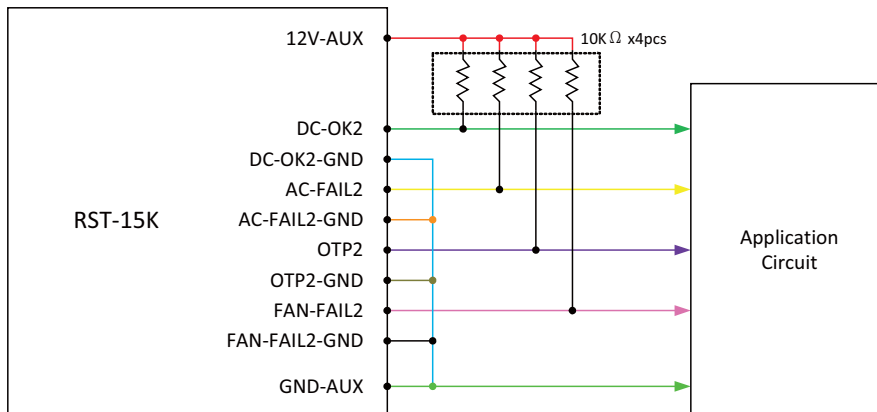 12V-AUX
10KΩ x4pcs
DC-OK2
DC-OK2-GND
AC-FAIL2
RST-15K
AC-FAIL2-GND
OTP2
Application
Circuit
OTP2-GND
FAN-FAIL2
FAN-FAIL2-GND
GND-AUX